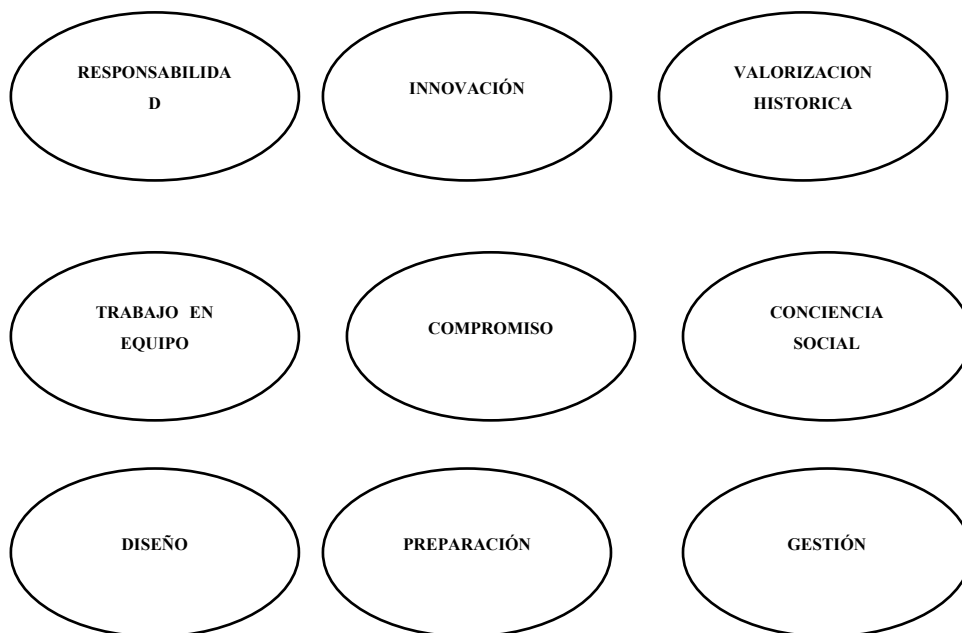 RESPONSABILIDA
D
INNOVACIÓN
VALORIZACION
HISTORICA
TRABAJO EN
EQUIPO
COMPROMISO
CONCIENCIA
SOCIAL
DISEÑO
PREPARACIÓN
GESTIÓN